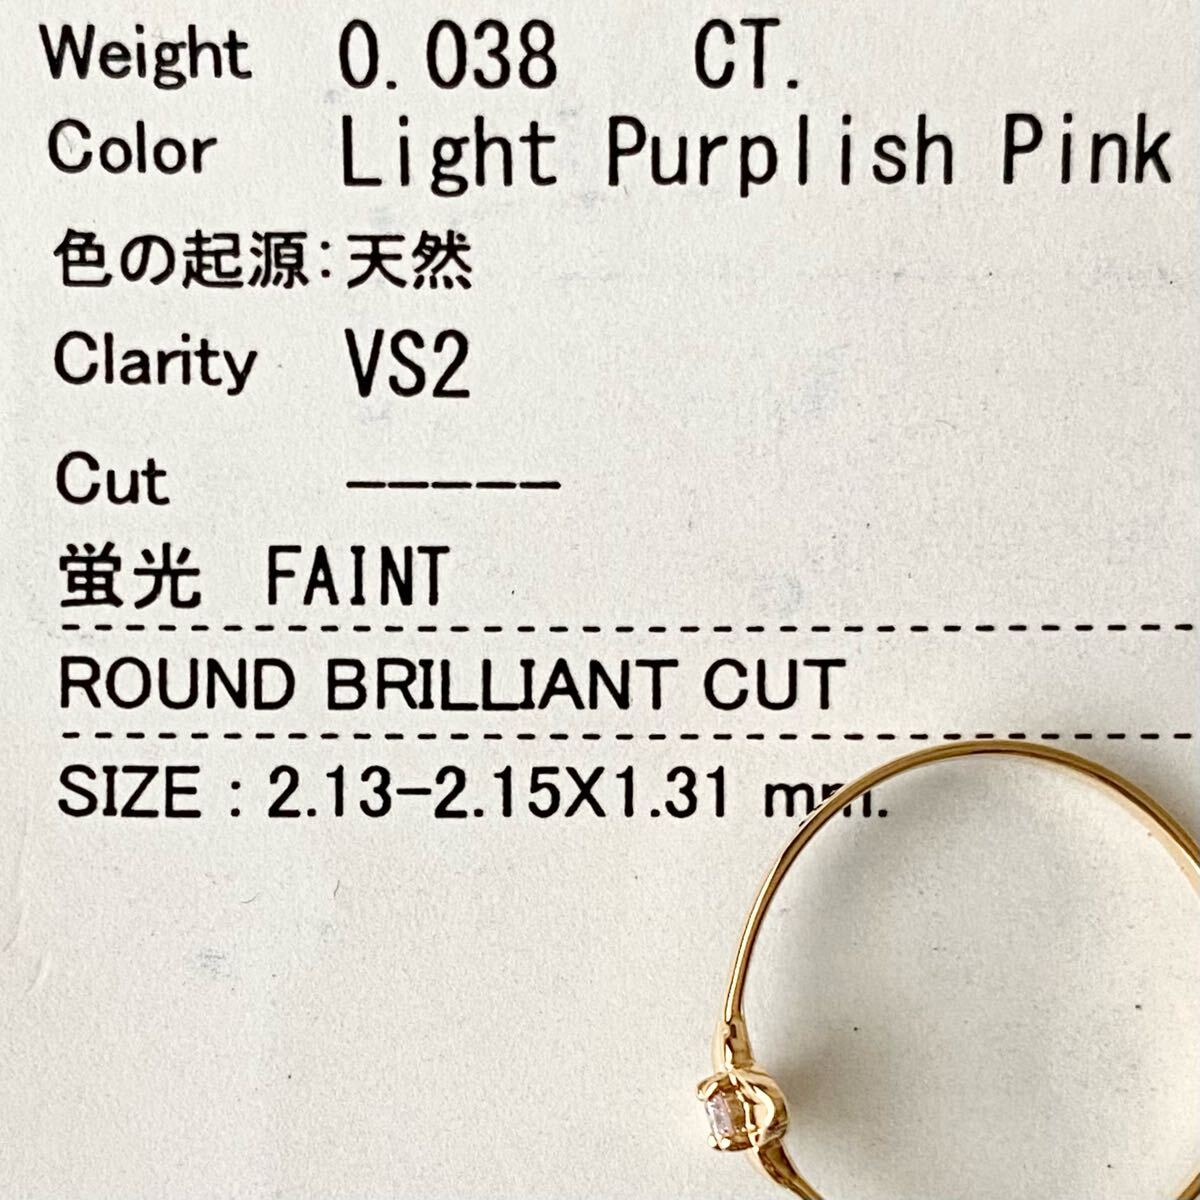 Weight 0.038 CT.
Color Light Purplish Pink
色の起源:天然
Clarity VS2
Cut -----
蛍光 FAINT
ROUND BRILLIANT CUT
SIZE : 2.13-2.15X1.31 mm.